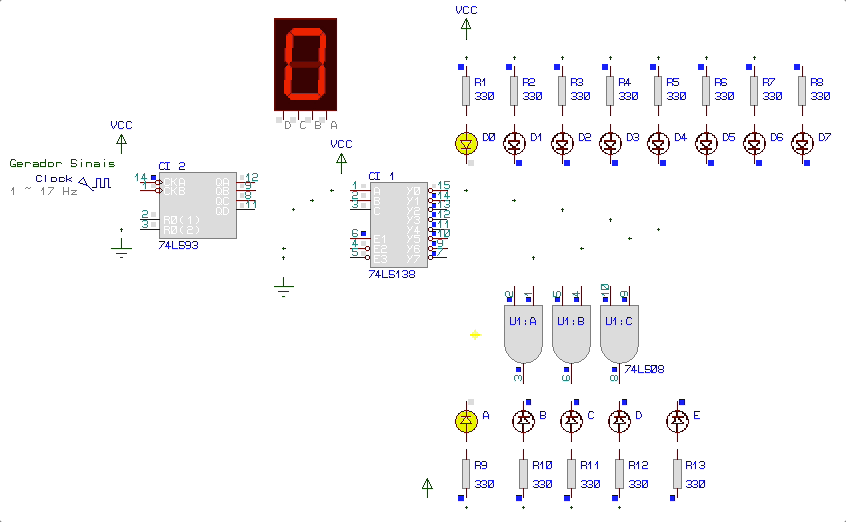 VCC
R1 R2 R3 R4 R5 R6 R7 R8
330 330 330 330 330 330 330 330
0
D C B A
VCC
D0 D1 D2 D3 D4 D5 D6 D7
VCC
Gerador Sinais
CI 2
Clock
1 ~ 17 Hz
14 CKA QA 12
1 CKB QB 9
QC 8
QD 11
2 R0(1)
3 R0(2)
74LS93
CI 1
1 A Y0 15
2 B Y1 14
3 C Y2 13
Y3 12
Y4 11
6 E1 Y5 10
4 E2 Y6 9
5 E3 Y7 7
74LS138
2 1 5 4 10 9
U1:A U1:B U1:C
74LS08
3 6 8
A B C D E
R9 R10 R11 R12 R13
330 330 330 330 330